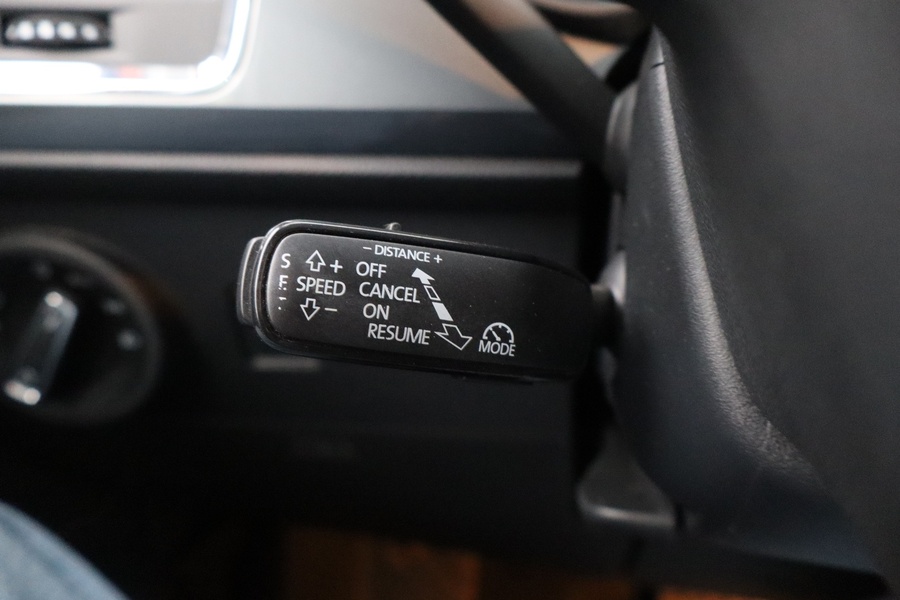 - DISTANCE +
S
E
T
+
SPEED
-
OFF
CANCEL
ON
RESUME
MODE